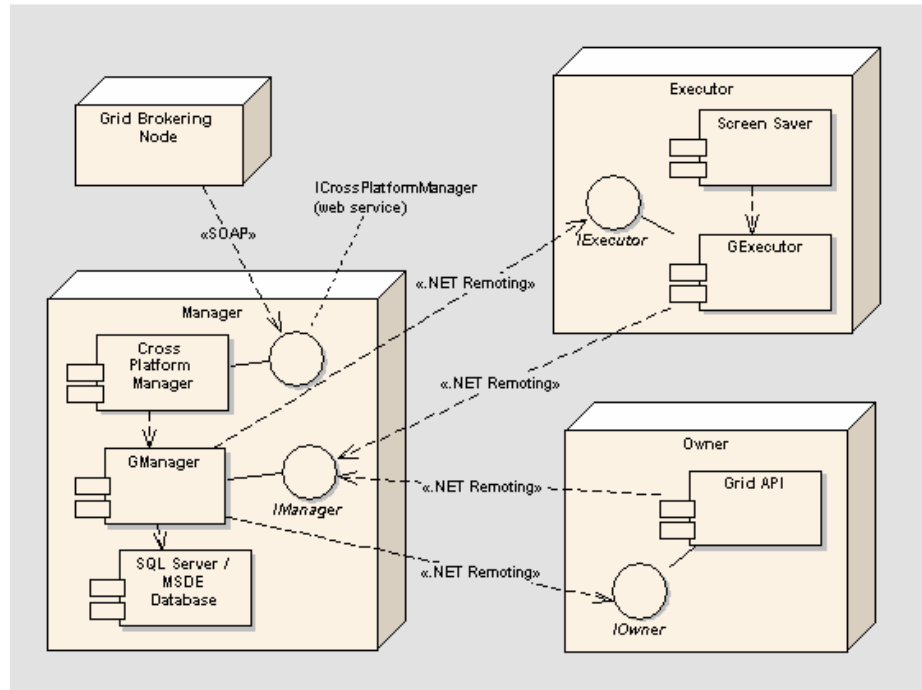 Grid Brokering
Node
ICrossPlatformManager
(web service)
«SOAP»
Manager
Cross
Platform
Manager
GManager
IManager
SQL Server /
MSDE
Database
Executor
Screen Saver
IExecutor
GExecutor
«.NET Remoting»
«.NET Remoting»
Owner
Grid API
«.NET Remoting»
«.NET Remoting»
IOwner